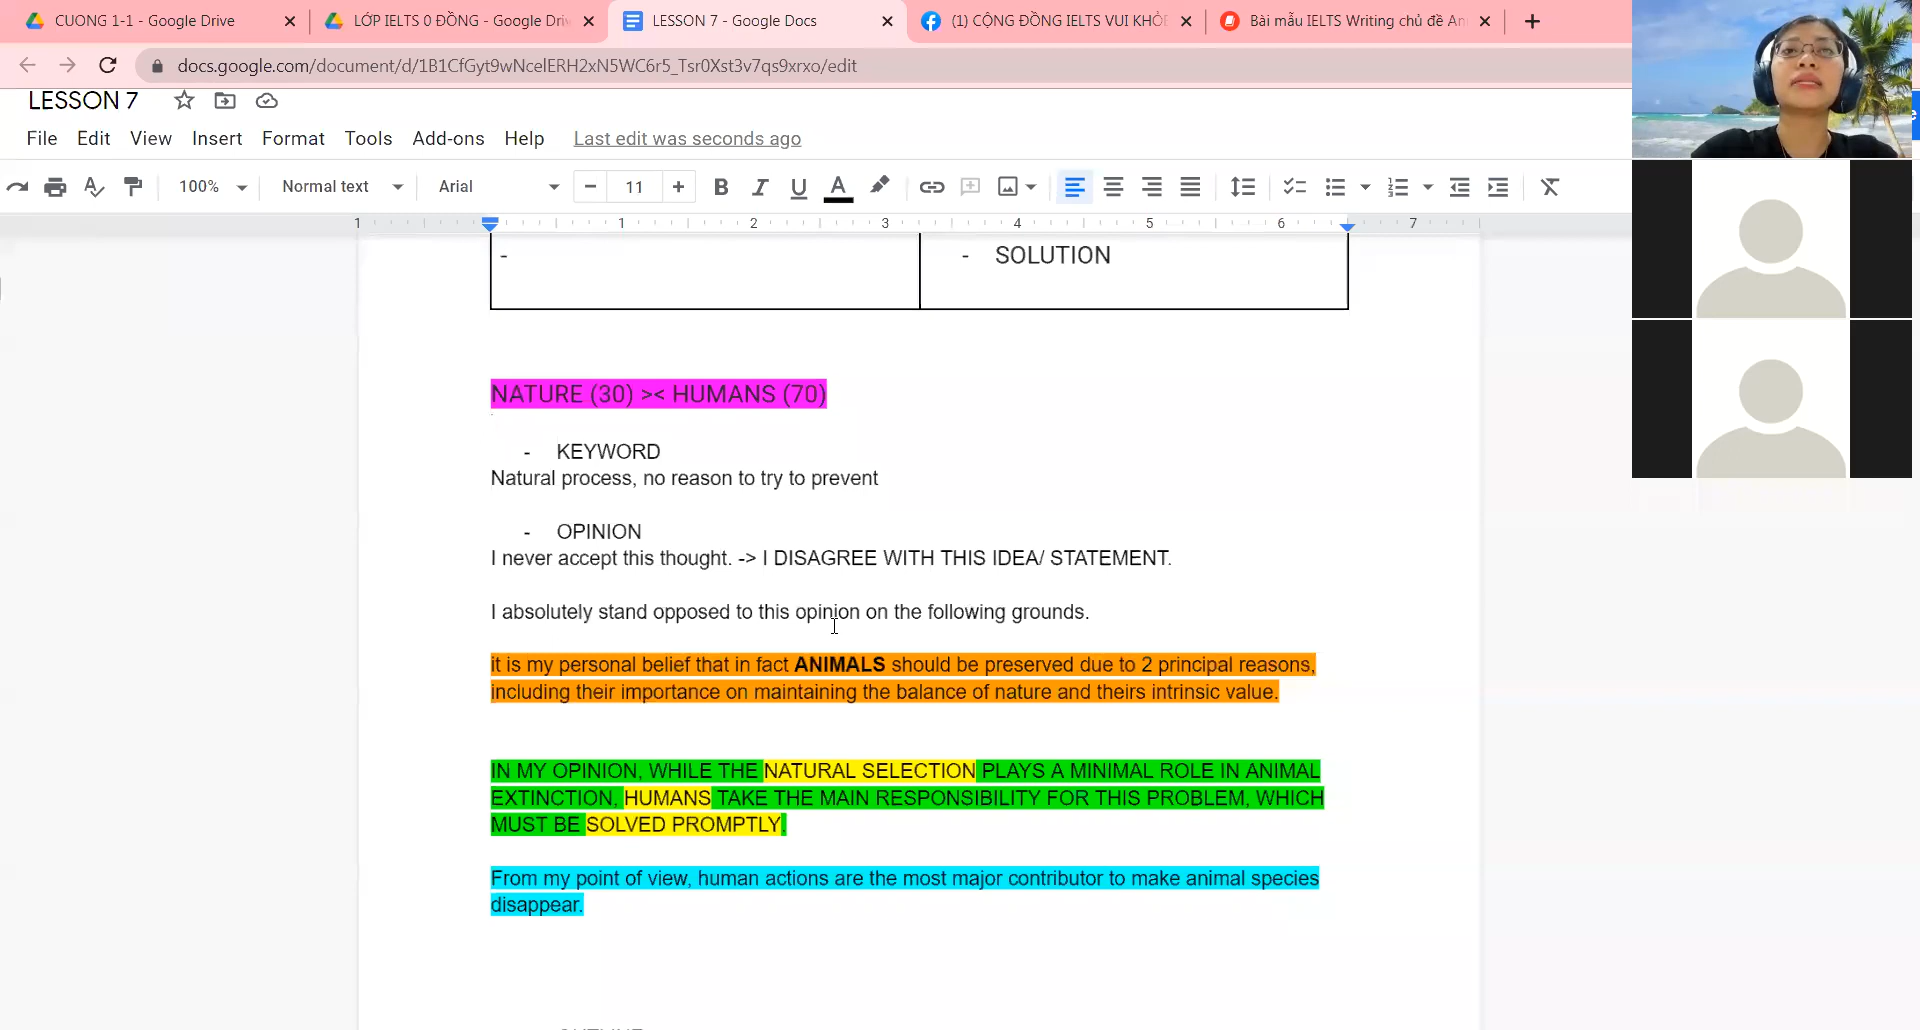 CUONG 1-1 - Google Drive
LỚP IELTS 0 ĐỒNG - Google Driv
LESSON 7 - Google Docs
(1) CỘNG ĐỒNG IELTS VUI KHỎE
Bài mẫu IELTS Writing chủ đề An
docs.google.com/document/d/1B1CfGyt9wNcelERH2xN5WC6r5_Tsr0Xst3v7qs9xrxo/edit
LESSON 7
File Edit View Insert Format Tools Add-ons Help Last edit was seconds ago
100% Normal text Arial 11 B I U A
1 1 2 3 4 5 6 7
- - SOLUTION
NATURE (30) >< HUMANS (70)
- KEYWORD
Natural process, no reason to try to prevent
- OPINION
I never accept this thought. -> I DISAGREE WITH THIS IDEA/ STATEMENT.
I absolutely stand opposed to this opinion on the following grounds.
it is my personal belief that in fact ANIMALS should be preserved due to 2 principal reasons,
including their importance on maintaining the balance of nature and theirs intrinsic value.
IN MY OPINION, WHILE THE NATURAL SELECTION PLAYS A MINIMAL ROLE IN ANIMAL
EXTINCTION, HUMANS TAKE THE MAIN RESPONSIBILITY FOR THIS PROBLEM, WHICH
MUST BE SOLVED PROMPTLY.
From my point of view, human actions are the most major contributor to make animal species
disappear.